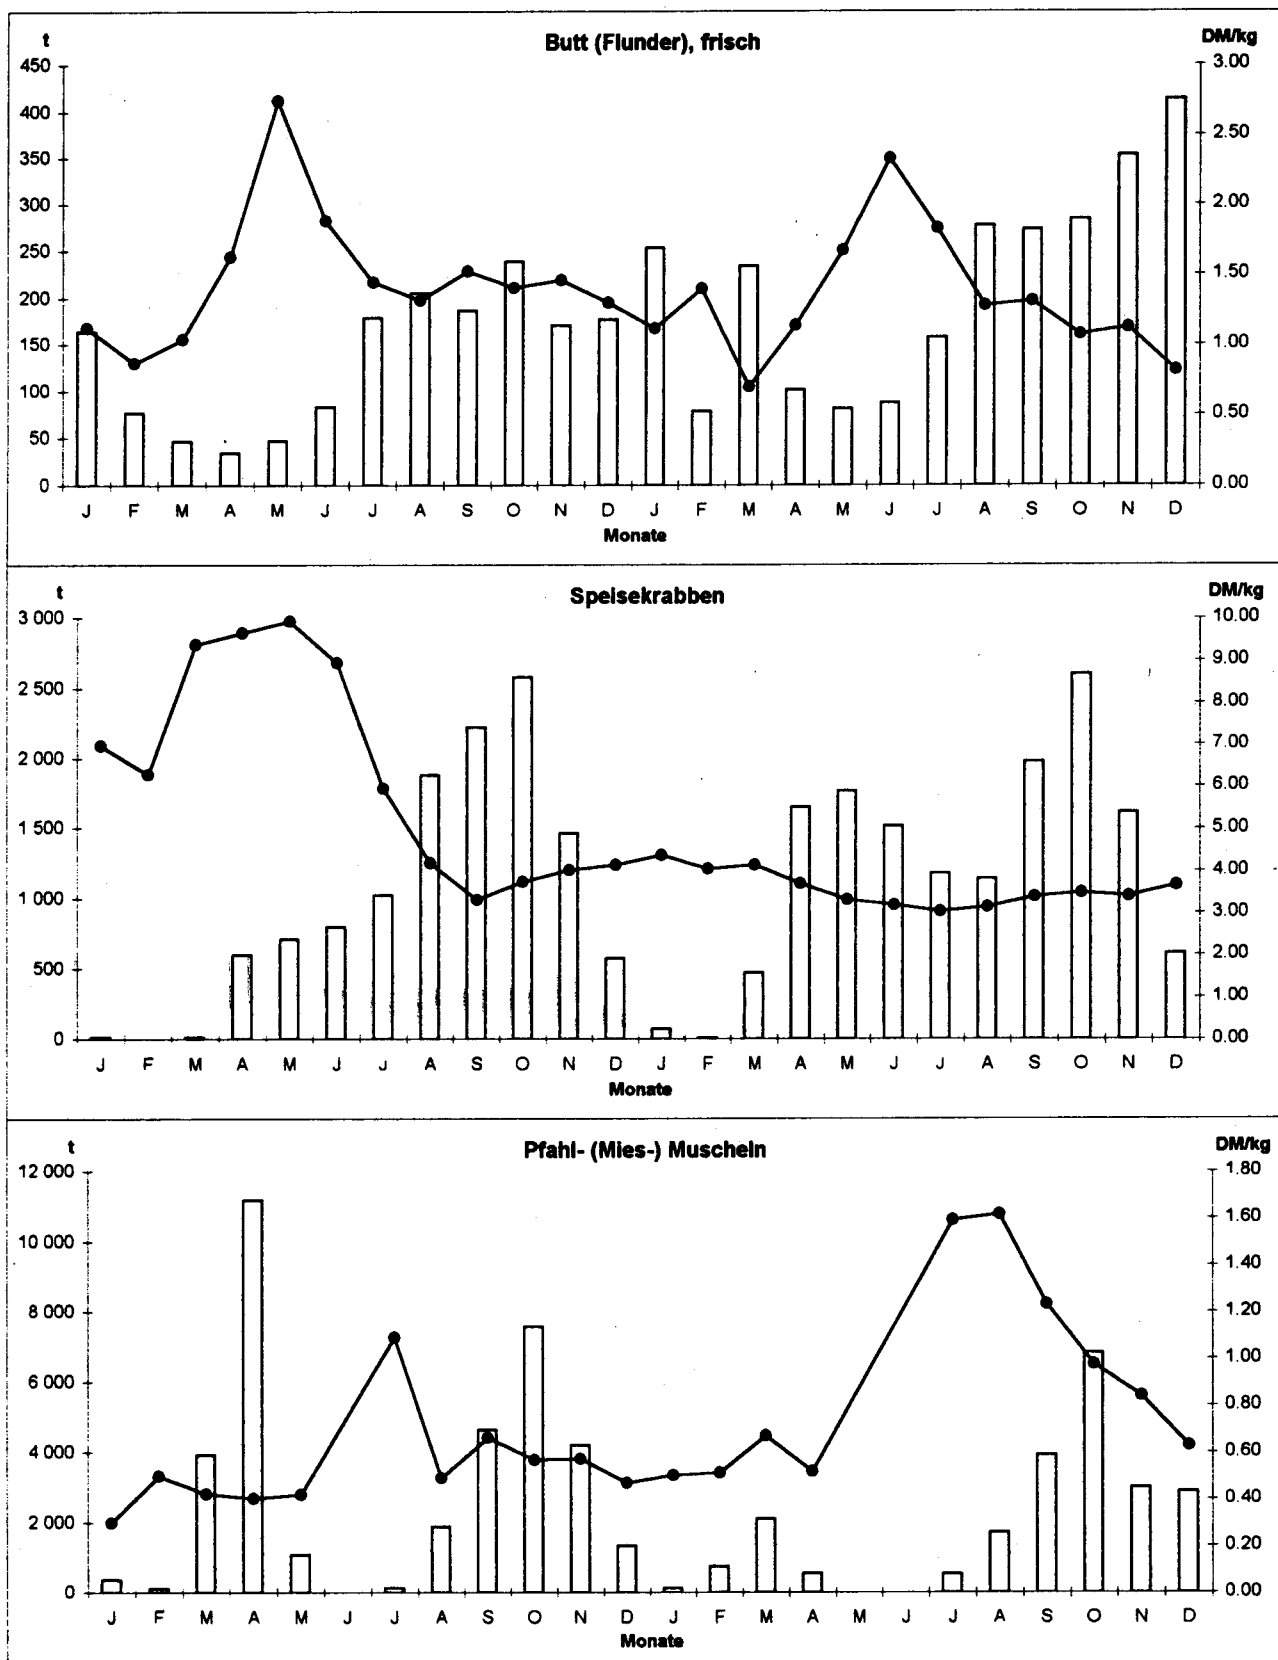 t Butt (Flunder), frisch DM/kg
450 3.00
400 2.50
350
300 2.00
250 1.50
200
150 1.00
100 0.50
50
0 0.00
J F M A M J J A S O N D J F M A M J J A S O N D
Monate
t Speisekrabben DM/kg
3 000 10.00
9.00
2 500 8.00
2 000 7.00
6.00
1 500 5.00
4.00
1 000 3.00
500 2.00
1.00
0 0.00
J F M A M J J A S O N D J F M A M J J A S O N D
Monate
t Pfahl- (Mies-) Muscheln DM/kg
12 000 1.80
1.60
10 000 1.40
8 000 1.20
1.00
6 000 0.80
4 000 0.60
0.40
2 000 0.20
0 0.00
J F M A M J J A S O N D J F M A M J J A S O N D
Monate